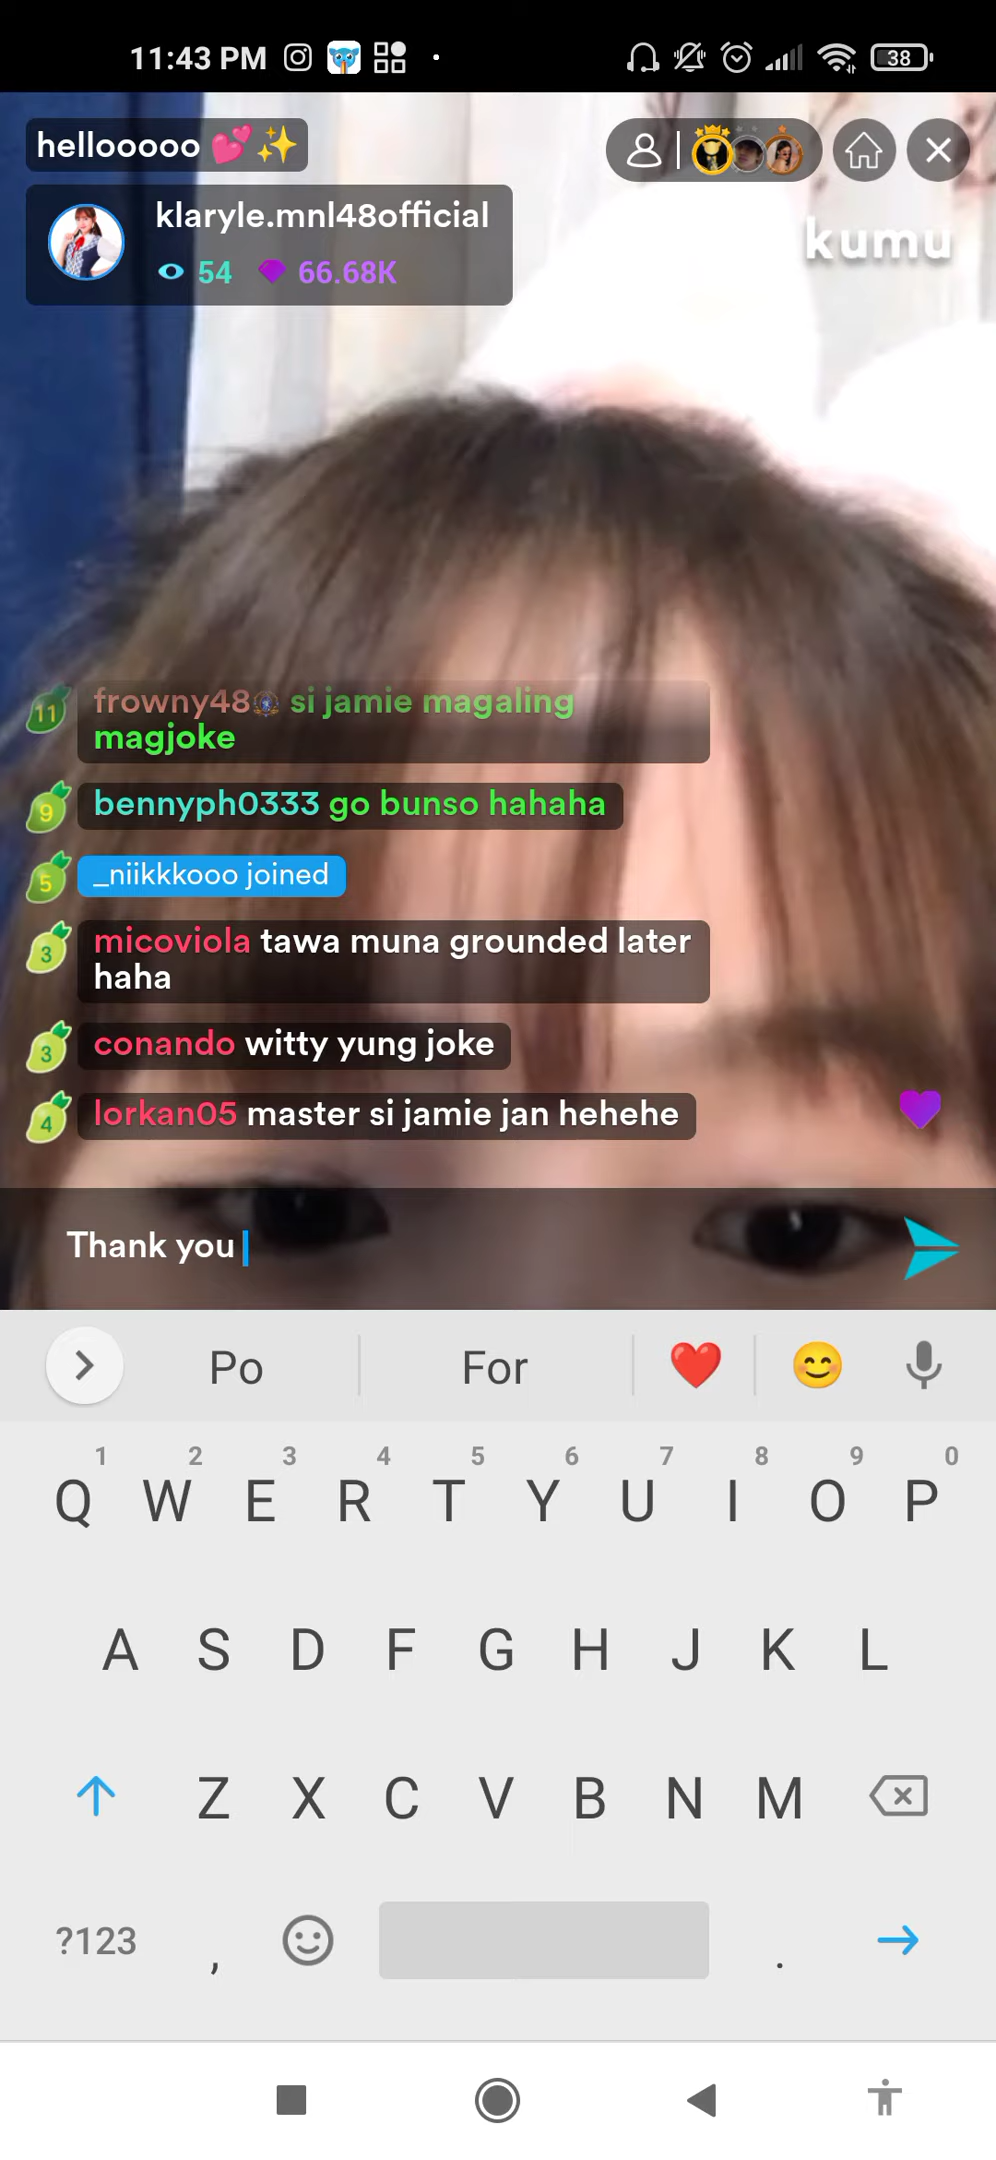 11:43 PM
38
hellooooo 💕✨
klaryle.mnl48official
54 66.68K
kumu
11 frowny48 si jamie magaling
magjoke
9 bennyph0333 go bunso hahaha
5 _niikkkooo joined
3 micoviola tawa muna grounded later
haha
3 conando witty yung joke
4 lorkan05 master si jamie jan hehehe
Thank you
Po For ❤️ 😊
1 2 3 4 5 6 7 8 9 0
Q W E R T Y U I O P
A S D F G H J K L
Z X C V B N M
?123 , .